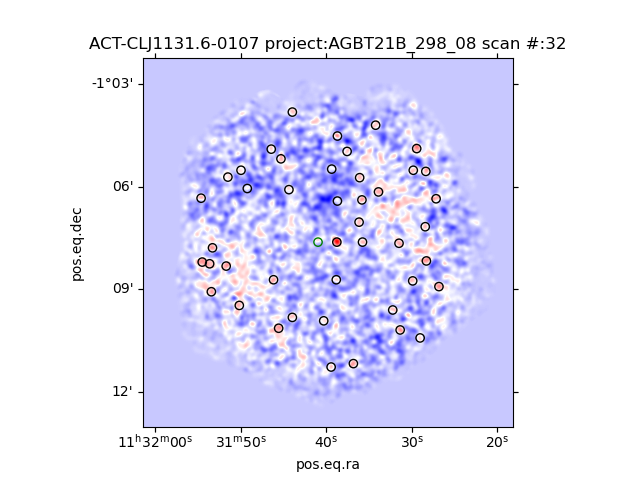 ACT-CLJ1131.6-0107 project:AGBT21B_298_08 scan #:32
-1°03'
06'
09'
12'
pos.eq.dec
11ʰ32ᵐ00ˢ 31ᵐ50ˢ 40ˢ 30ˢ 20ˢ
pos.eq.ra